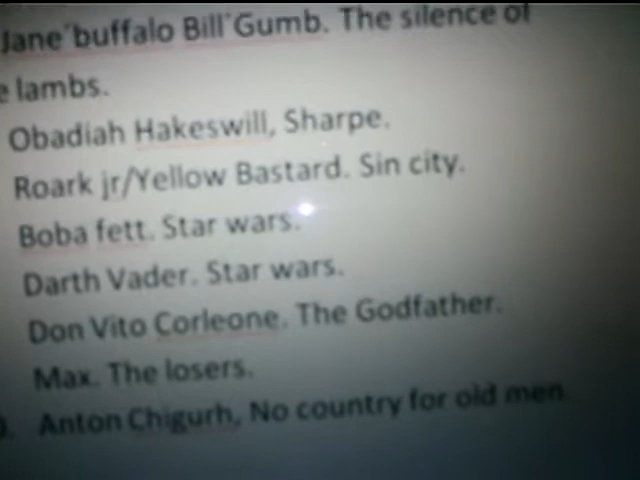 Jane´buffalo Bill´Gumb. The silence of
e lambs.
Obadiah Hakeswill, Sharpe.
Roark jr/Yellow Bastard. Sin city.
Boba fett. Star wars.
Darth Vader. Star wars.
Don Vito Corleone. The Godfather.
Max. The losers.
Anton Chigurh, No country for old men.